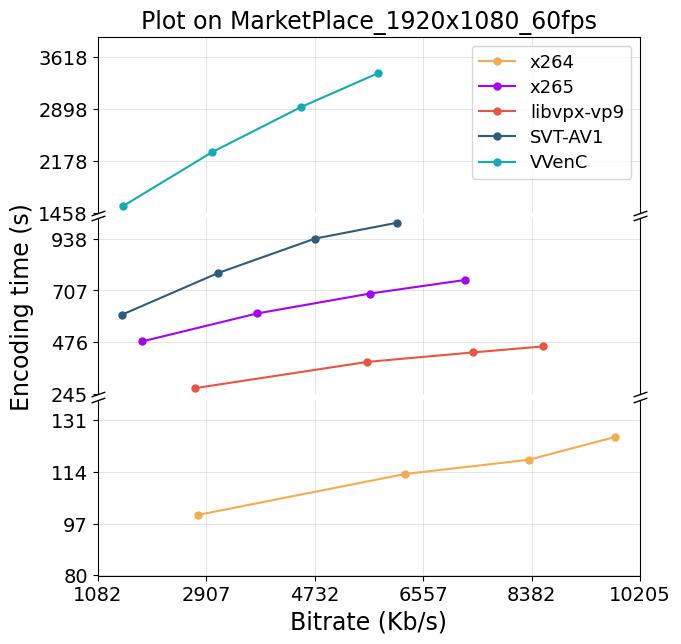 Plot on MarketPlace_1920x1080_60fps
3618
2898
2178
1458
938
707
476
245
131
114
97
80
Encoding time (s)
x264
x265
libvpx-vp9
SVT-AV1
VVenC
1082 2907 4732 6557 8382 10205
Bitrate (Kb/s)